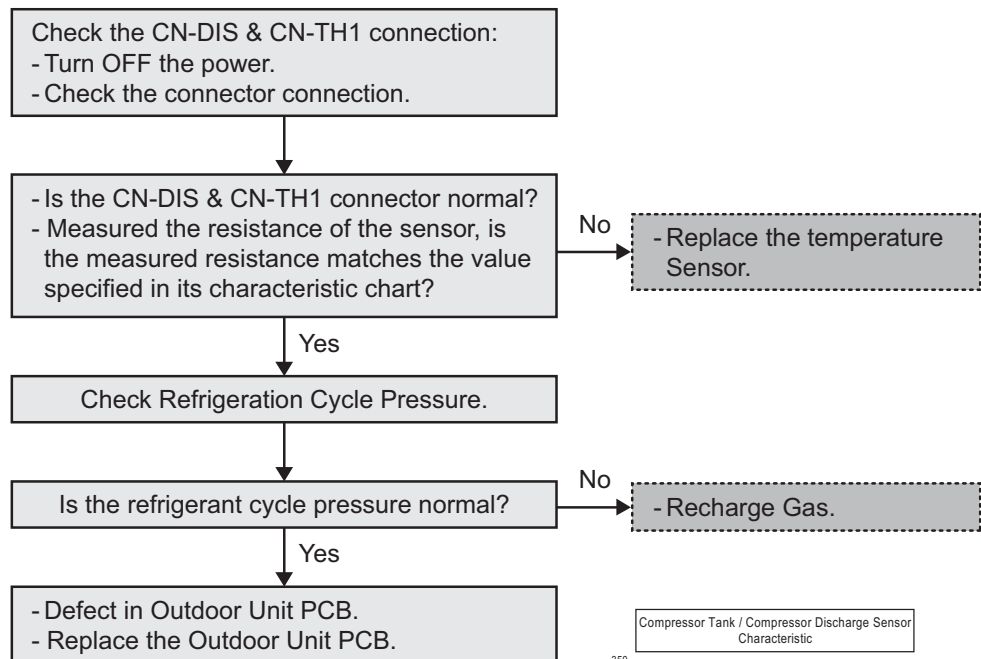 Check the CN-DIS & CN-TH1 connection:
- Turn OFF the power.
- Check the connector connection.
- Is the CN-DIS & CN-TH1 connector normal?
- Measured the resistance of the sensor, is
the measured resistance matches the value
specified in its characteristic chart?
No
- Replace the temperature
Sensor.
Yes
Check Refrigeration Cycle Pressure.
Is the refrigerant cycle pressure normal?
No
- Recharge Gas.
Yes
- Defect in Outdoor Unit PCB.
- Replace the Outdoor Unit PCB.
Compressor Tank / Compressor Discharge Sensor
Characteristic